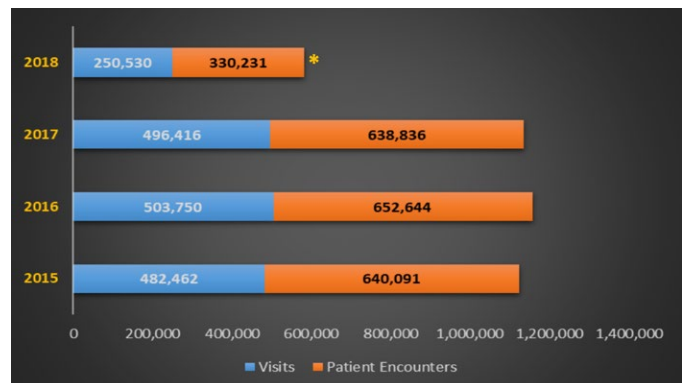 2018 250,530 330,231 *
2017 496,416 638,836
2016 503,750 652,644
2015 482,462 640,091
0 200,000 400,000 600,000 800,000 1,000,000 1,200,000 1,400,000
Visits Patient Encounters